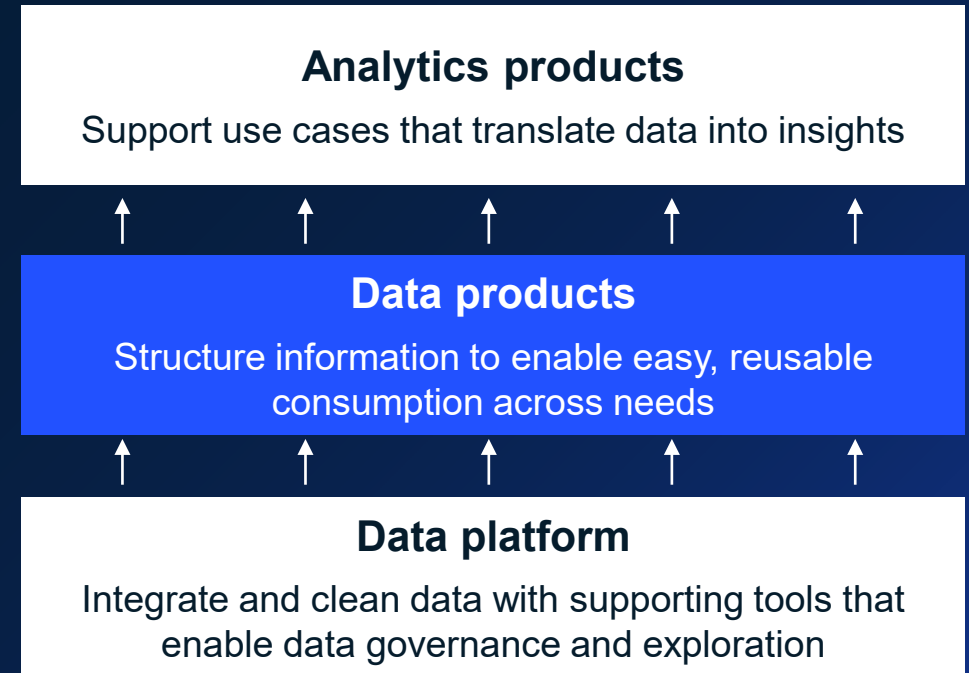 Analytics products
Support use cases that translate data into insights
Data products
Structure information to enable easy, reusable
consumption across needs
Data platform
Integrate and clean data with supporting tools that
enable data governance and exploration